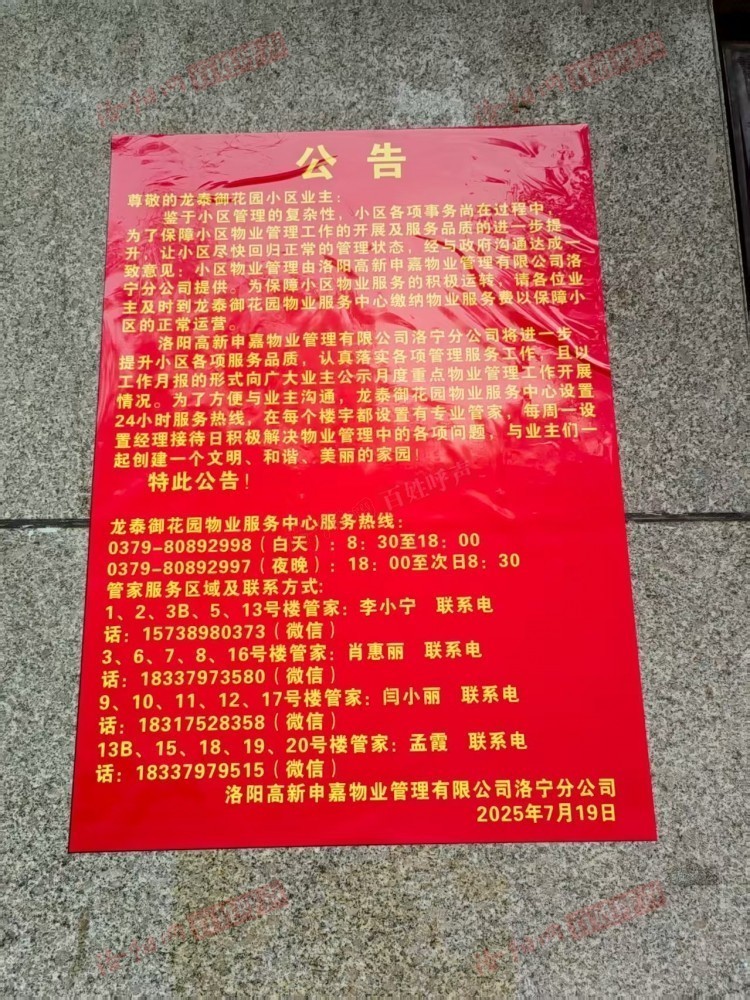 公告
尊敬的龙泰御花园小区业主：
鉴于小区管理的复杂性，小区各项事务尚在过程中，
为了保障小区物业管理工作的开展及服务品质的进一步提
升，让小区尽快回归正常的管理状态，经与政府沟通达成一
致意见：小区物业管理由洛阳高新申嘉物业管理有限公司洛
宁分公司提供。为保障小区物业服务的积极运转，请各位业
主及时到龙泰御花园物业服务中心缴纳物业服务费以保障小
区的正常运营。
洛阳高新申嘉物业管理有限公司洛宁分公司将进一步
提升小区各项服务品质，认真落实各项管理服务工作，且以
工作月报的形式向广大业主公示月度重点物业管理工作开展
情况。为了方便与业主沟通，龙泰御花园物业服务中心设置
24小时服务热线，在每个楼宇都设置有专业管家，每周一设
置经理接待日积极解决物业管理中的各项问题，与业主们一
起创建一个文明、和谐、美丽的家园！
特此公告！
百姓呼声
龙泰御花园物业服务中心服务热线：
0379-80892998（白天）：8：30至18：00
0379-80892997（夜晚）：18：00至次日8：30
管家服务区域及联系方式：
1、2、3B、5、13号楼管家：李小宁 联系电
话：15738980373（微信）
3、6、7、8、16号楼管家：肖惠丽 联系电
话：18337973580（微信）
9、10、11、12、17号楼管家：闫小丽 联系电
话：18317528358（微信）
13B、15、18、19、20号楼管家：孟霞 联系电
话：18337979515（微信）
洛阳高新申嘉物业管理有限公司洛宁分公司
2025年7月19日